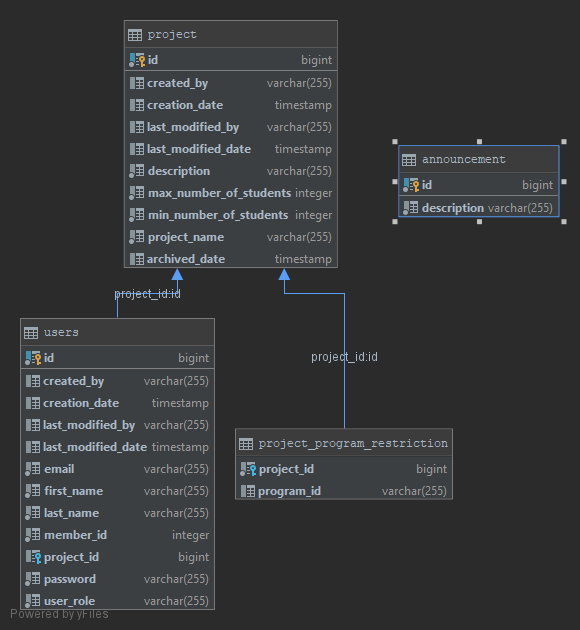 project
id bigint
created_by varchar(255)
creation_date timestamp
last_modified_by varchar(255)
last_modified_date timestamp
description varchar(255)
max_number_of_students integer
min_number_of_students integer
project_name varchar(255)
archived_date timestamp
announcement
id bigint
description varchar(255)
project_id:id
users
id bigint
created_by varchar(255)
creation_date timestamp
last_modified_by varchar(255)
last_modified_date timestamp
email varchar(255)
first_name varchar(255)
last_name varchar(255)
member_id integer
project_id bigint
password varchar(255)
user_role varchar(255)
project_id:id
project_program_restriction
project_id bigint
program_id varchar(255)
Powered by yFiles